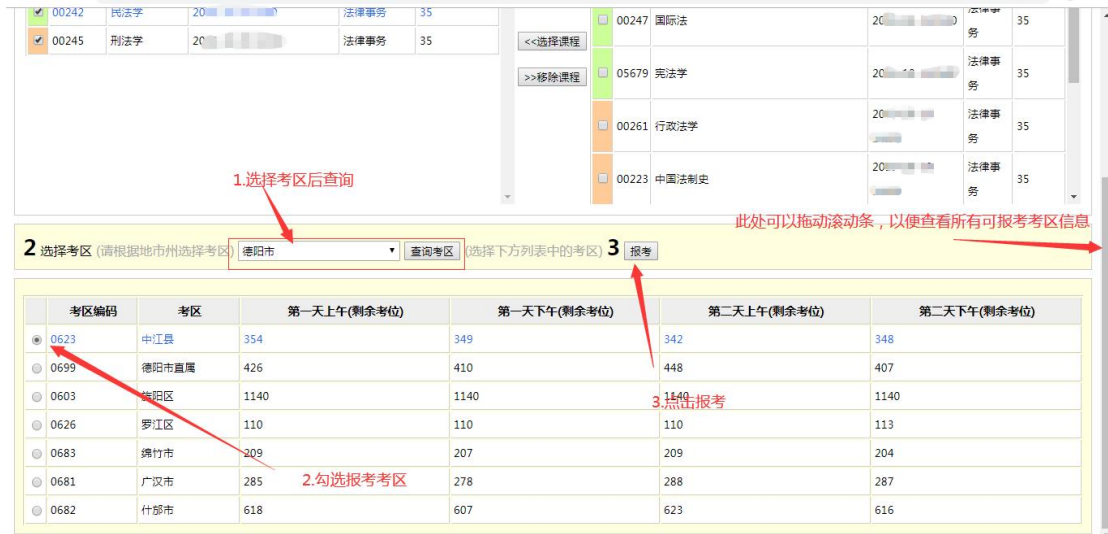 00242 民法学 20 法律事务 35
00245 刑法学 20 法律事务 35
<<选择课程
>>移除课程
00247 国际法 20 法律事
务 35
05679 宪法学 20 法律事
务 35
00261 行政法学 20 法律事
务 35
00223 中国法制史 20 法律事
务 35
1.选择考区后查询
此处可以拖动滚动条，以便查看所有可报考考区信息
2 选择考区 (请根据地市州选择考区) 德阳市 查询考区 (选择下方列表中的考区) 3 报考
考区编码 考区 第一天上午(剩余考位) 第一天下午(剩余考位) 第二天上午(剩余考位) 第二天下午(剩余考位)
0623 中江县 354 349 342 348
0699 德阳市直属 426 410 448 407
0603 旌阳区 1140 1140 1140 1140
3.点击报考
0626 罗江区 110 110 110 113
0683 绵竹市 209 207 209 204
0681 广汉市 285 278 288 287
2.勾选报考考区
0682 什邡市 618 607 623 616